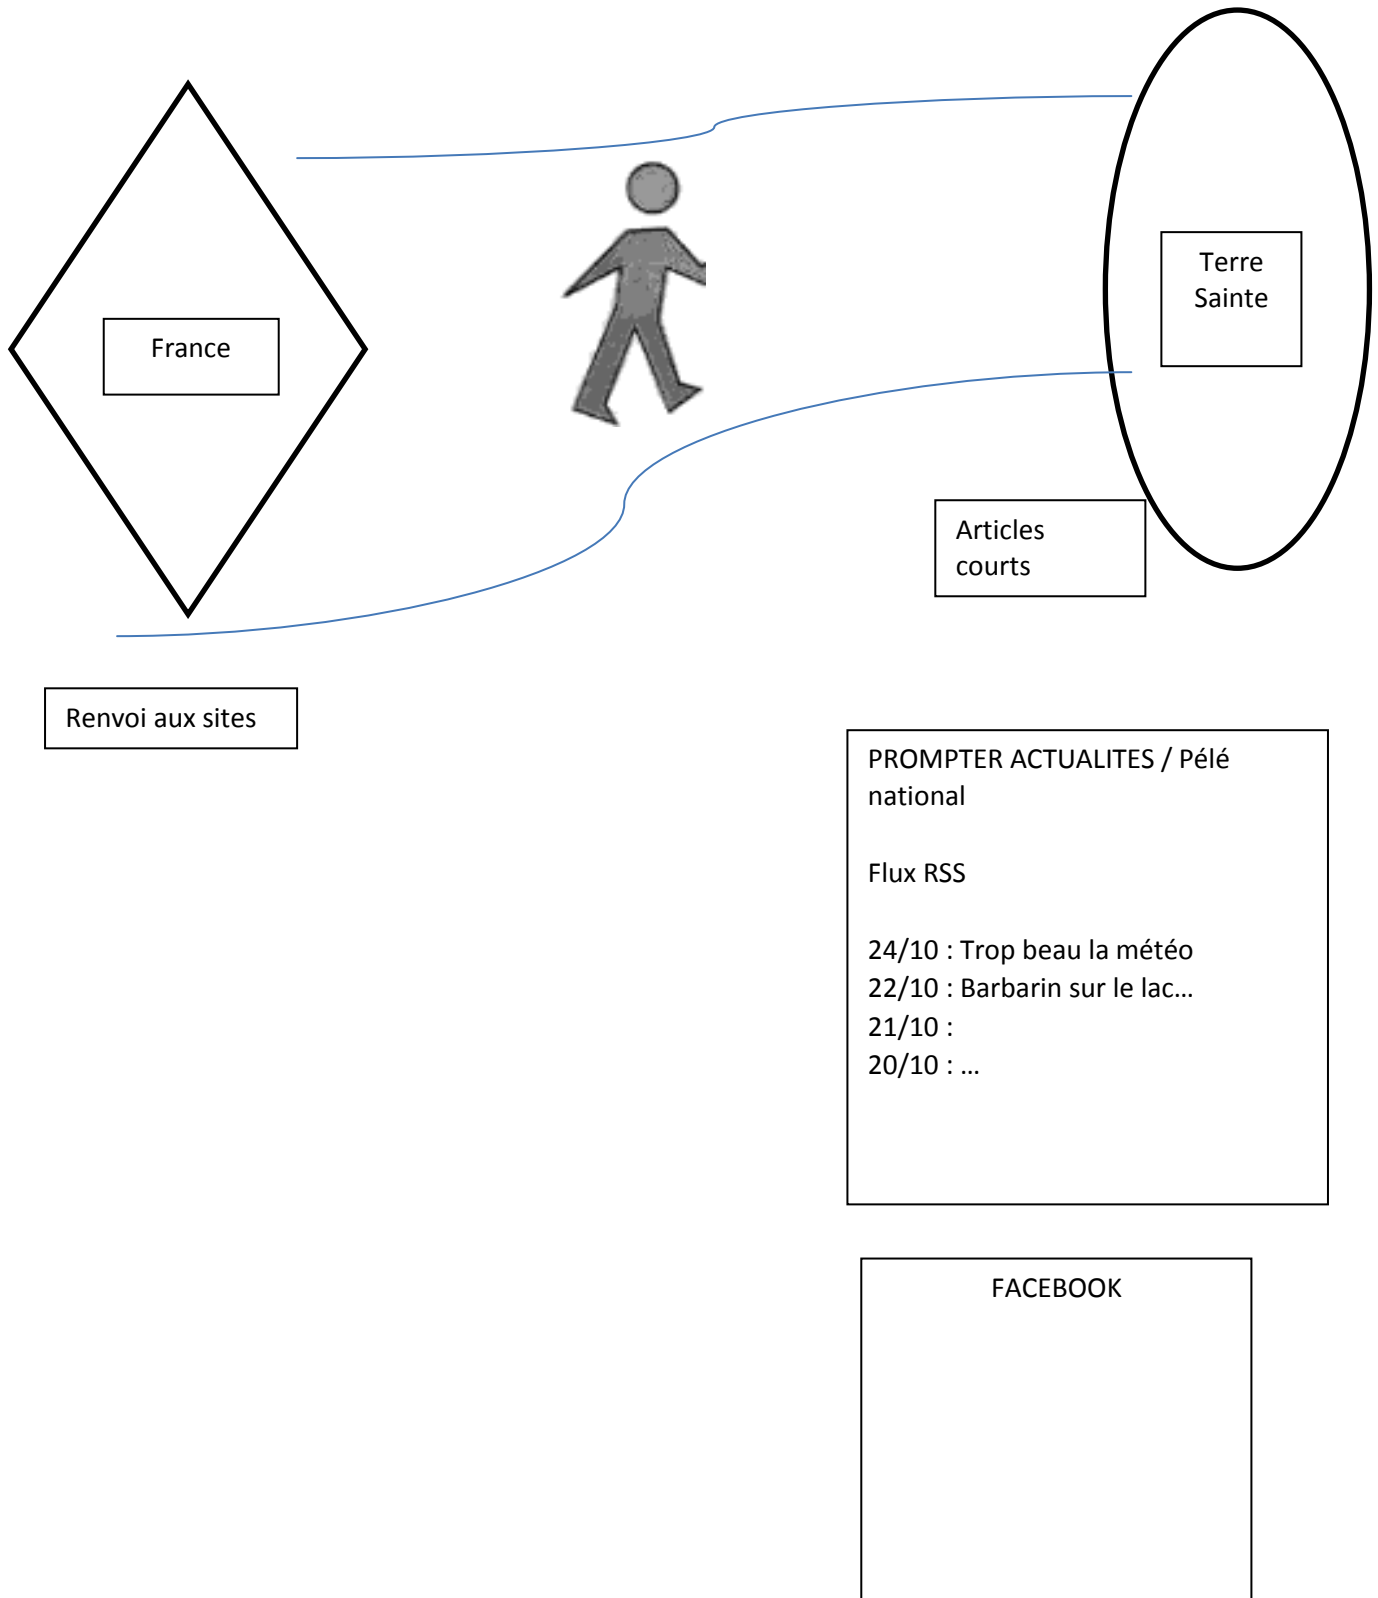 France
Terre
Sainte
Articles
courts
Renvoi aux sites
PROMPTER ACTUALITES / Pélé
national
Flux RSS
24/10 : Trop beau la météo
22/10 : Barbarin sur le lac…
21/10 :
20/10 : …
FACEBOOK